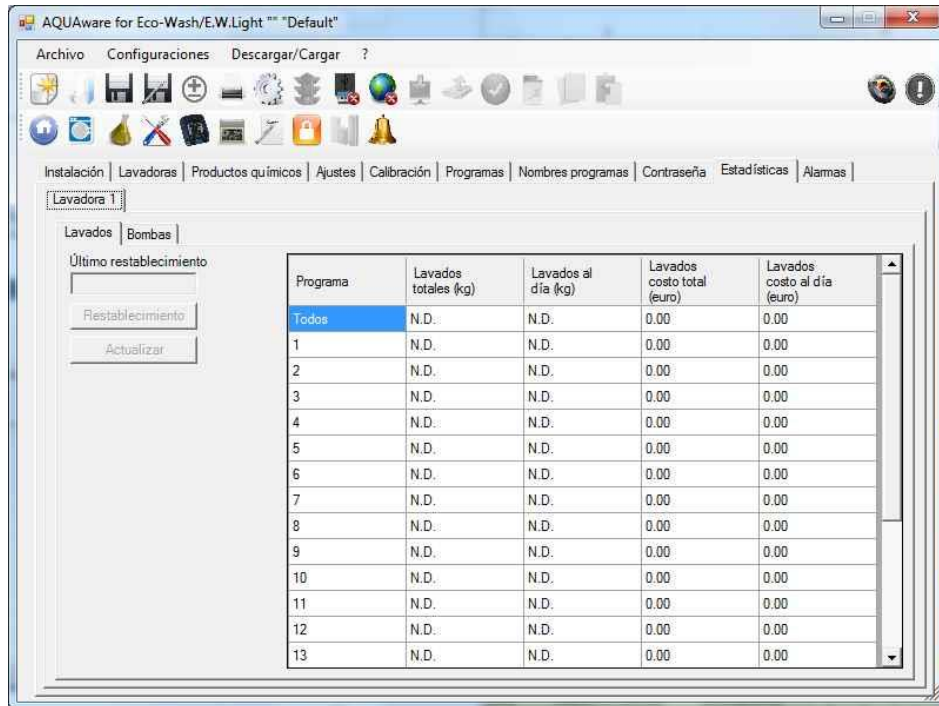 AQUAware for Eco-Wash/E.W.Light "" "Default"
Archivo Configuraciones Descargar/Cargar ?
Instalación Lavadoras Productos químicos Ajustes Calibración Programas Nombres programas Contraseña Estadísticas Alarmas
Lavadora 1
Lavados Bombas
Último restablecimiento
Restablecimiento
Actualizar
Programa Lavados totales (kg) Lavados al día (kg) Lavados costo total (euro) Lavados costo al día (euro)
Todos N.D. N.D. 0.00 0.00
1 N.D. N.D. 0.00 0.00
2 N.D. N.D. 0.00 0.00
3 N.D. N.D. 0.00 0.00
4 N.D. N.D. 0.00 0.00
5 N.D. N.D. 0.00 0.00
6 N.D. N.D. 0.00 0.00
7 N.D. N.D. 0.00 0.00
8 N.D. N.D. 0.00 0.00
9 N.D. N.D. 0.00 0.00
10 N.D. N.D. 0.00 0.00
11 N.D. N.D. 0.00 0.00
12 N.D. N.D. 0.00 0.00
13 N.D. N.D. 0.00 0.00